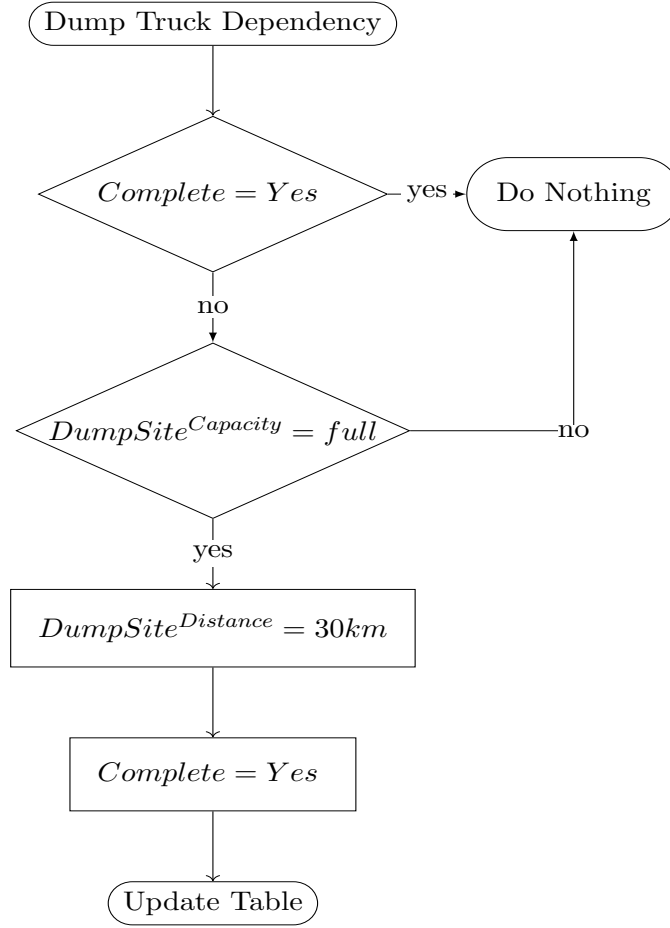 Dump Truck Dependency
Complete = Yes
yes
Do Nothing
no
DumpSite^{Capacity} = full
no
yes
DumpSite^{Distance} = 30km
Complete = Yes
Update Table